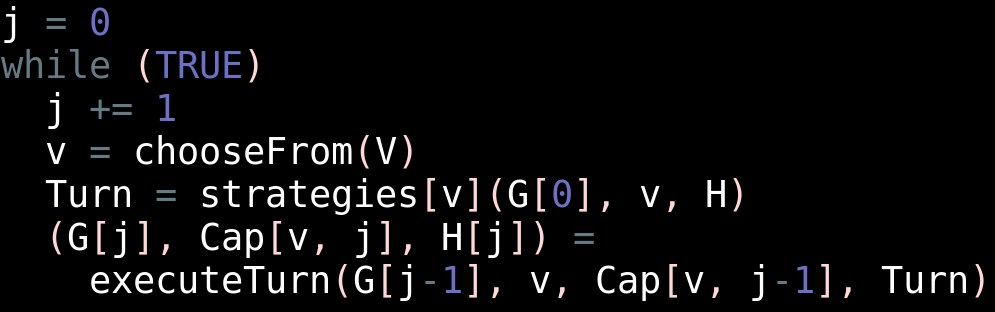 j = 0
while (TRUE)
  j += 1
  v = chooseFrom(V)
  Turn = strategies[v](G[0], v, H)
  (G[j], Cap[v, j], H[j]) =
    executeTurn(G[j-1], v, Cap[v, j-1], Turn)